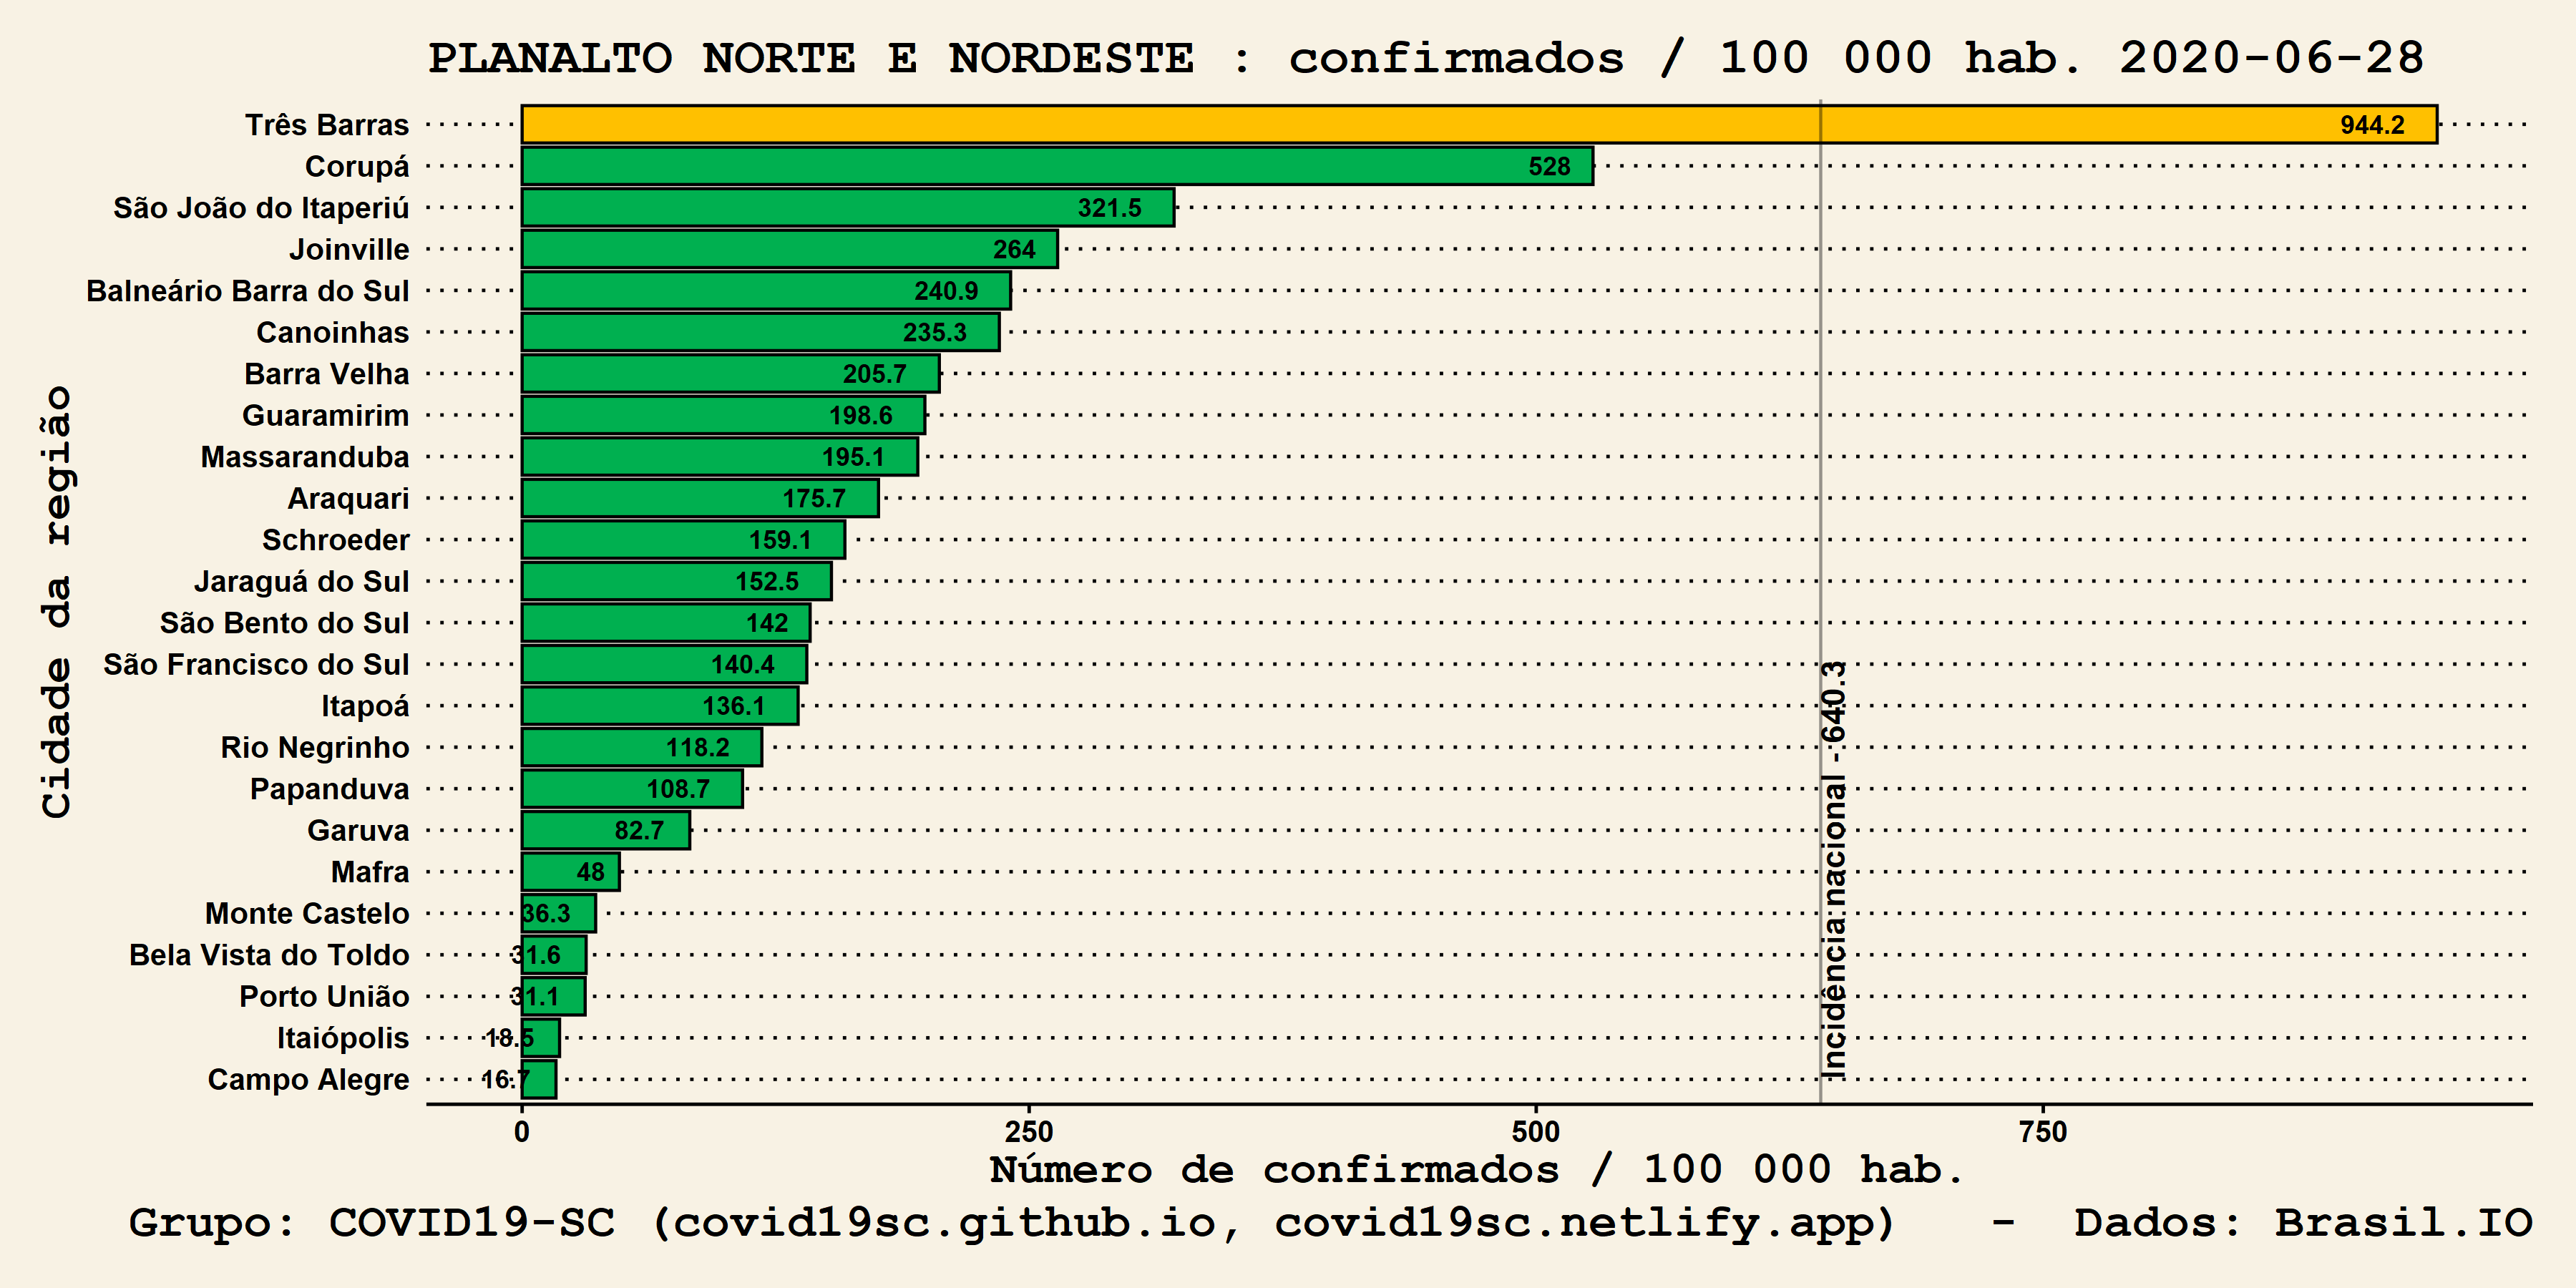 PLANALTO NORTE E NORDESTE : confirmados / 100 000 hab. 2020-06-28
Cidade da região
Três Barras 944.2
Corupá 528
São João do Itaperiú 321.5
Joinville 264
Balneário Barra do Sul 240.9
Canoinhas 235.3
Barra Velha 205.7
Guaramirim 198.6
Massaranduba 195.1
Araquari 175.7
Schroeder 159.1
Jaraguá do Sul 152.5
São Bento do Sul 142
São Francisco do Sul 140.4
Itapoá 136.1
Rio Negrinho 118.2
Papanduva 108.7
Garuva 82.7
Mafra 48
Monte Castelo 36.3
Bela Vista do Toldo 31.6
Porto União 31.1
Itaiópolis 18.5
Campo Alegre 16.7
Incidência nacional - 640.3
0 250 500 750
Número de confirmados / 100 000 hab.
Grupo: COVID19-SC (covid19sc.github.io, covid19sc.netlify.app) - Dados: Brasil.IO